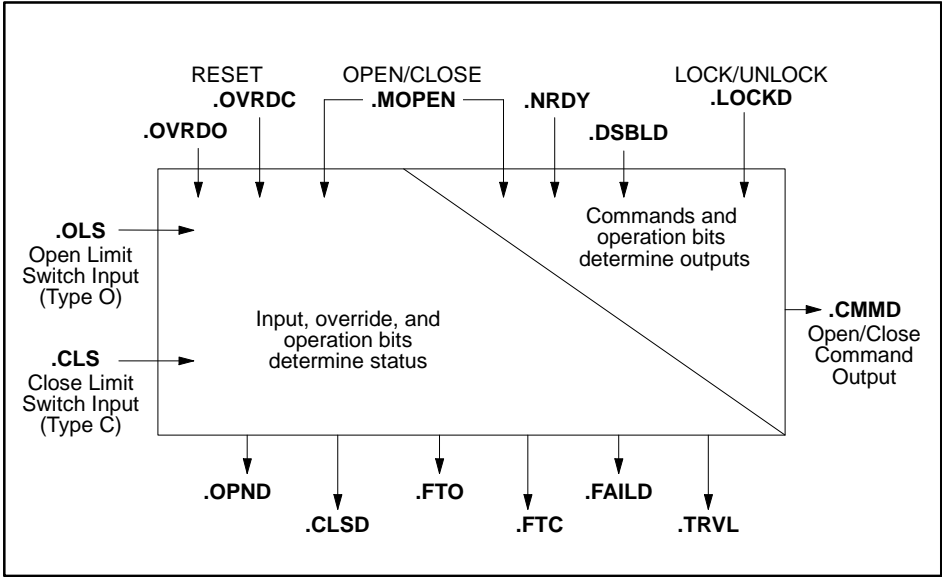 RESET
.OVRDC
.OVRDO
OPEN/CLOSE
.MOPEN
.NRDY
.DSBLD
LOCK/UNLOCK
.LOCKD
.OLS
Open Limit
Switch Input
(Type O)
.CLS
Close Limit
Switch Input
(Type C)
Commands and
operation bits
determine outputs
Input, override, and
operation bits
determine status
.CMMD
Open/Close
Command
Output
.OPND
.CLSD
.FTO
.FTC
.FAILD
.TRVL